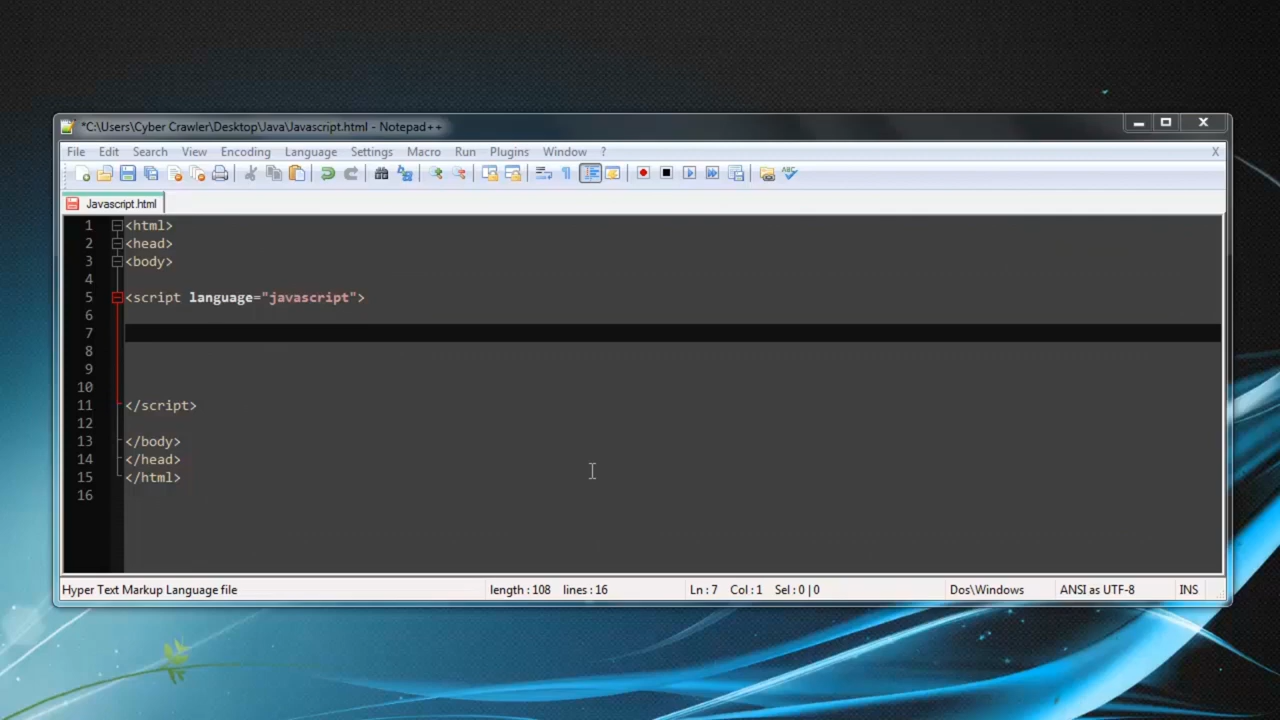 *C:\Users\Cyber Crawler\Desktop\Java\Javascript.html - Notepad++
File Edit Search View Encoding Language Settings Macro Run Plugins Window ? X
Javascript.html
1 <html>
2 <head>
3 <body>
4
5 <script language="javascript">
6
7
8
9
10
11 </script>
12
13 </body>
14 </head>
15 </html>
16
Hyper Text Markup Language file length : 108 lines : 16 Ln : 7 Col : 1 Sel : 0 | 0 Dos\Windows ANSI as UTF-8 INS